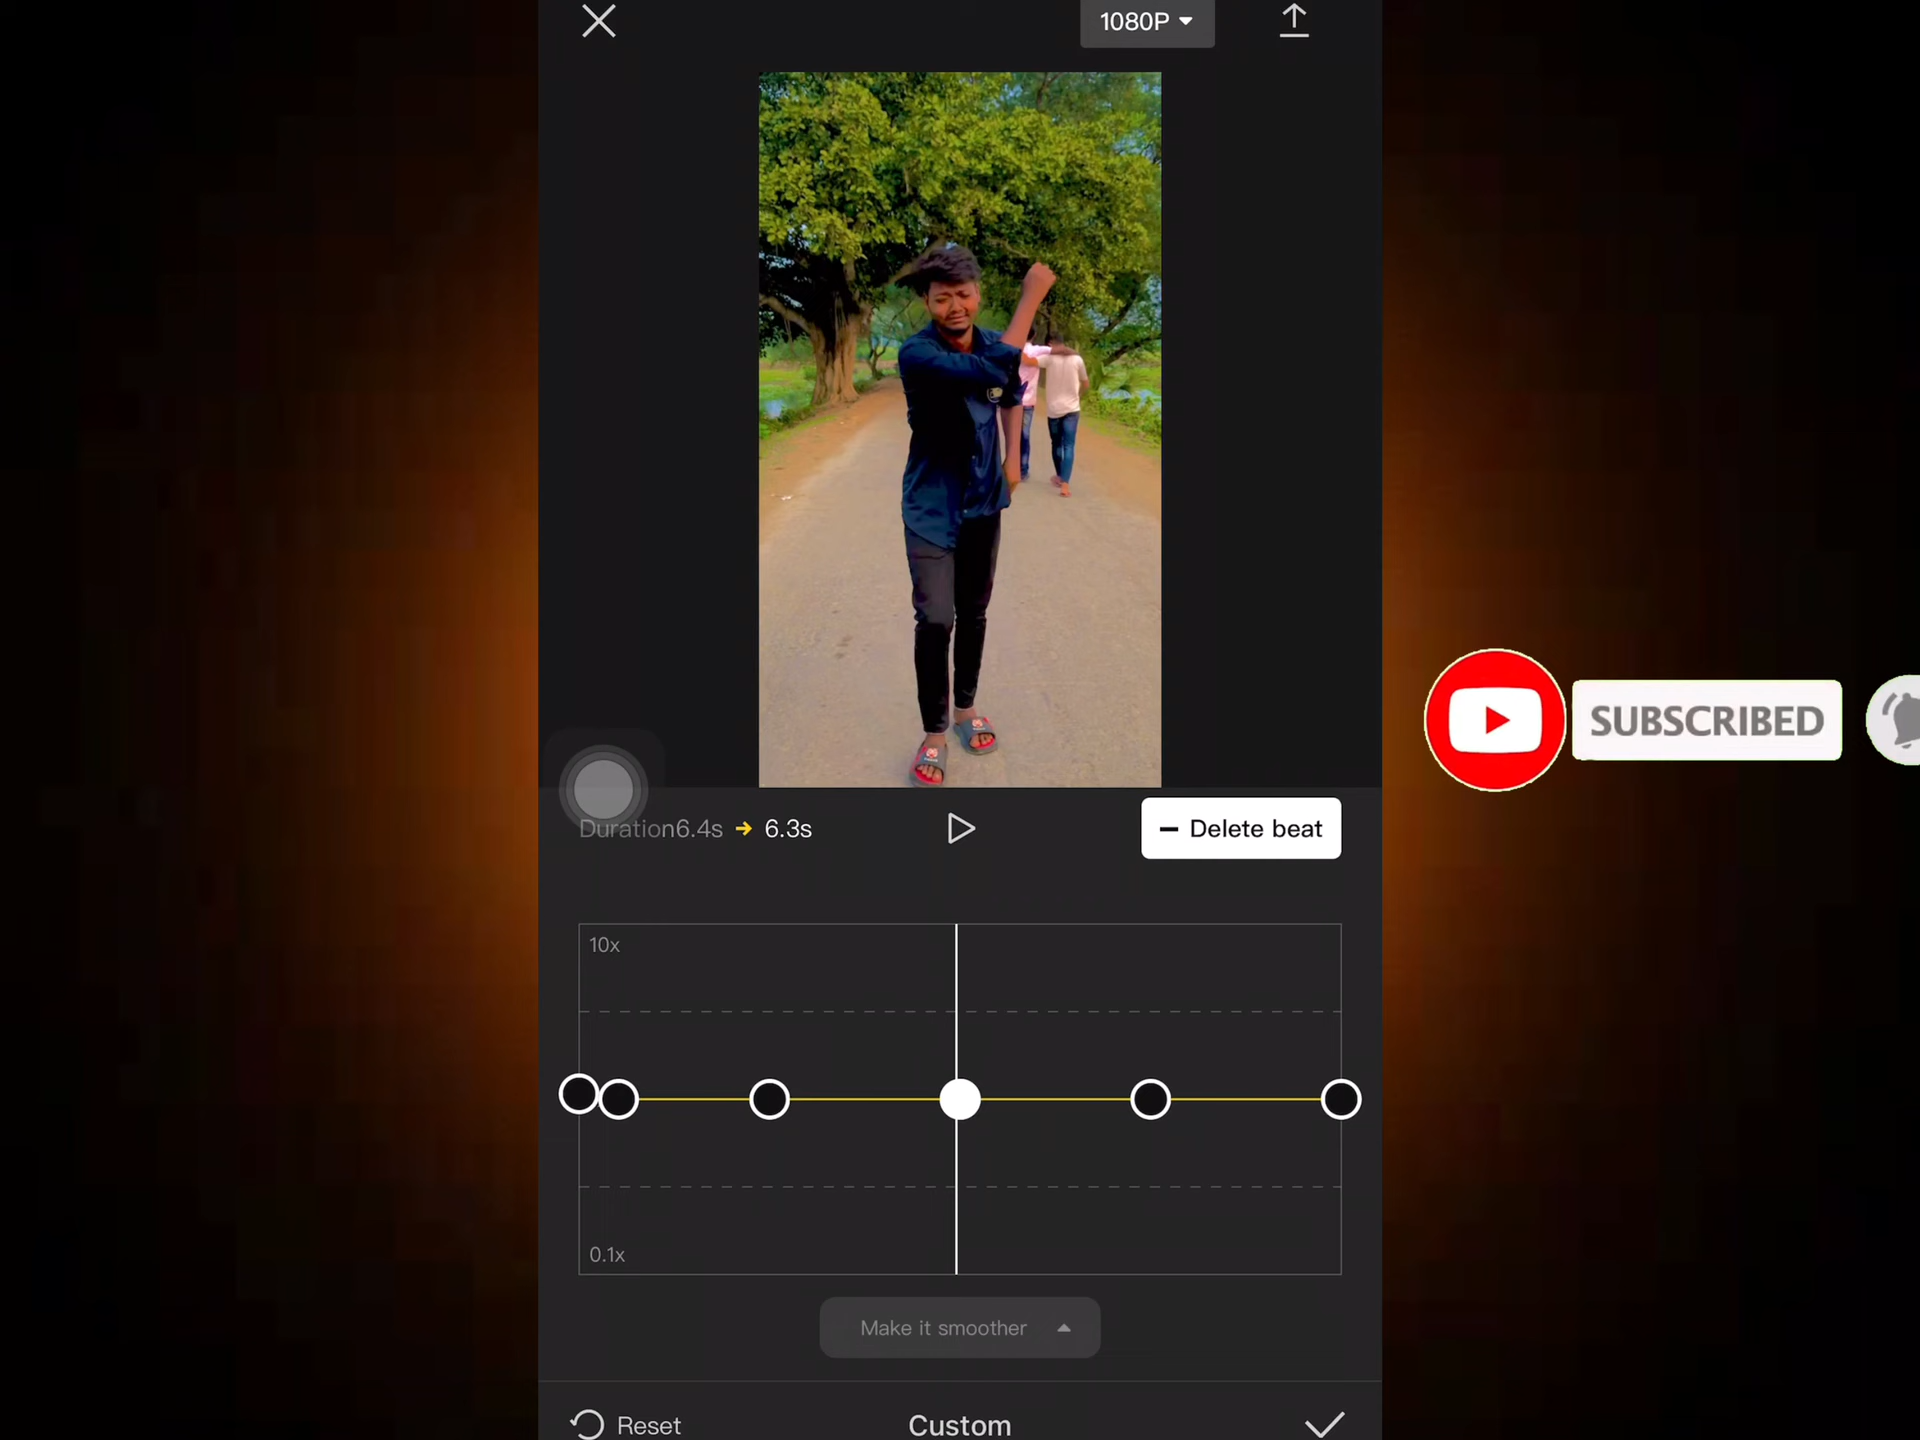 1080P
SUBSCRIBED
Duration6.4s → 6.3s
Delete beat
10x
0.1x
Make it smoother
Reset
Custom